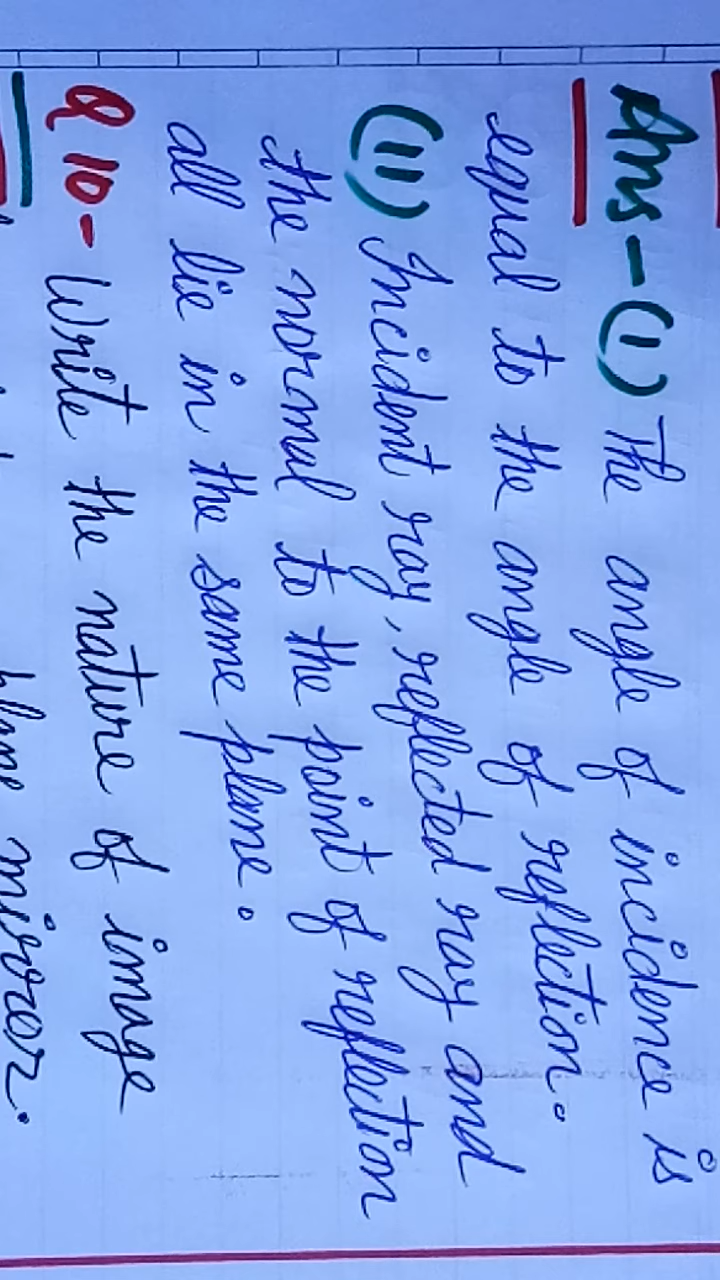 Ans-(I) The angle of incidence is
equal to the angle of reflection.
(II) Incident ray, reflected ray and
the normal to the point of reflection
all lie in the same plane.
Q 10- Write the nature of image
plane mirror.